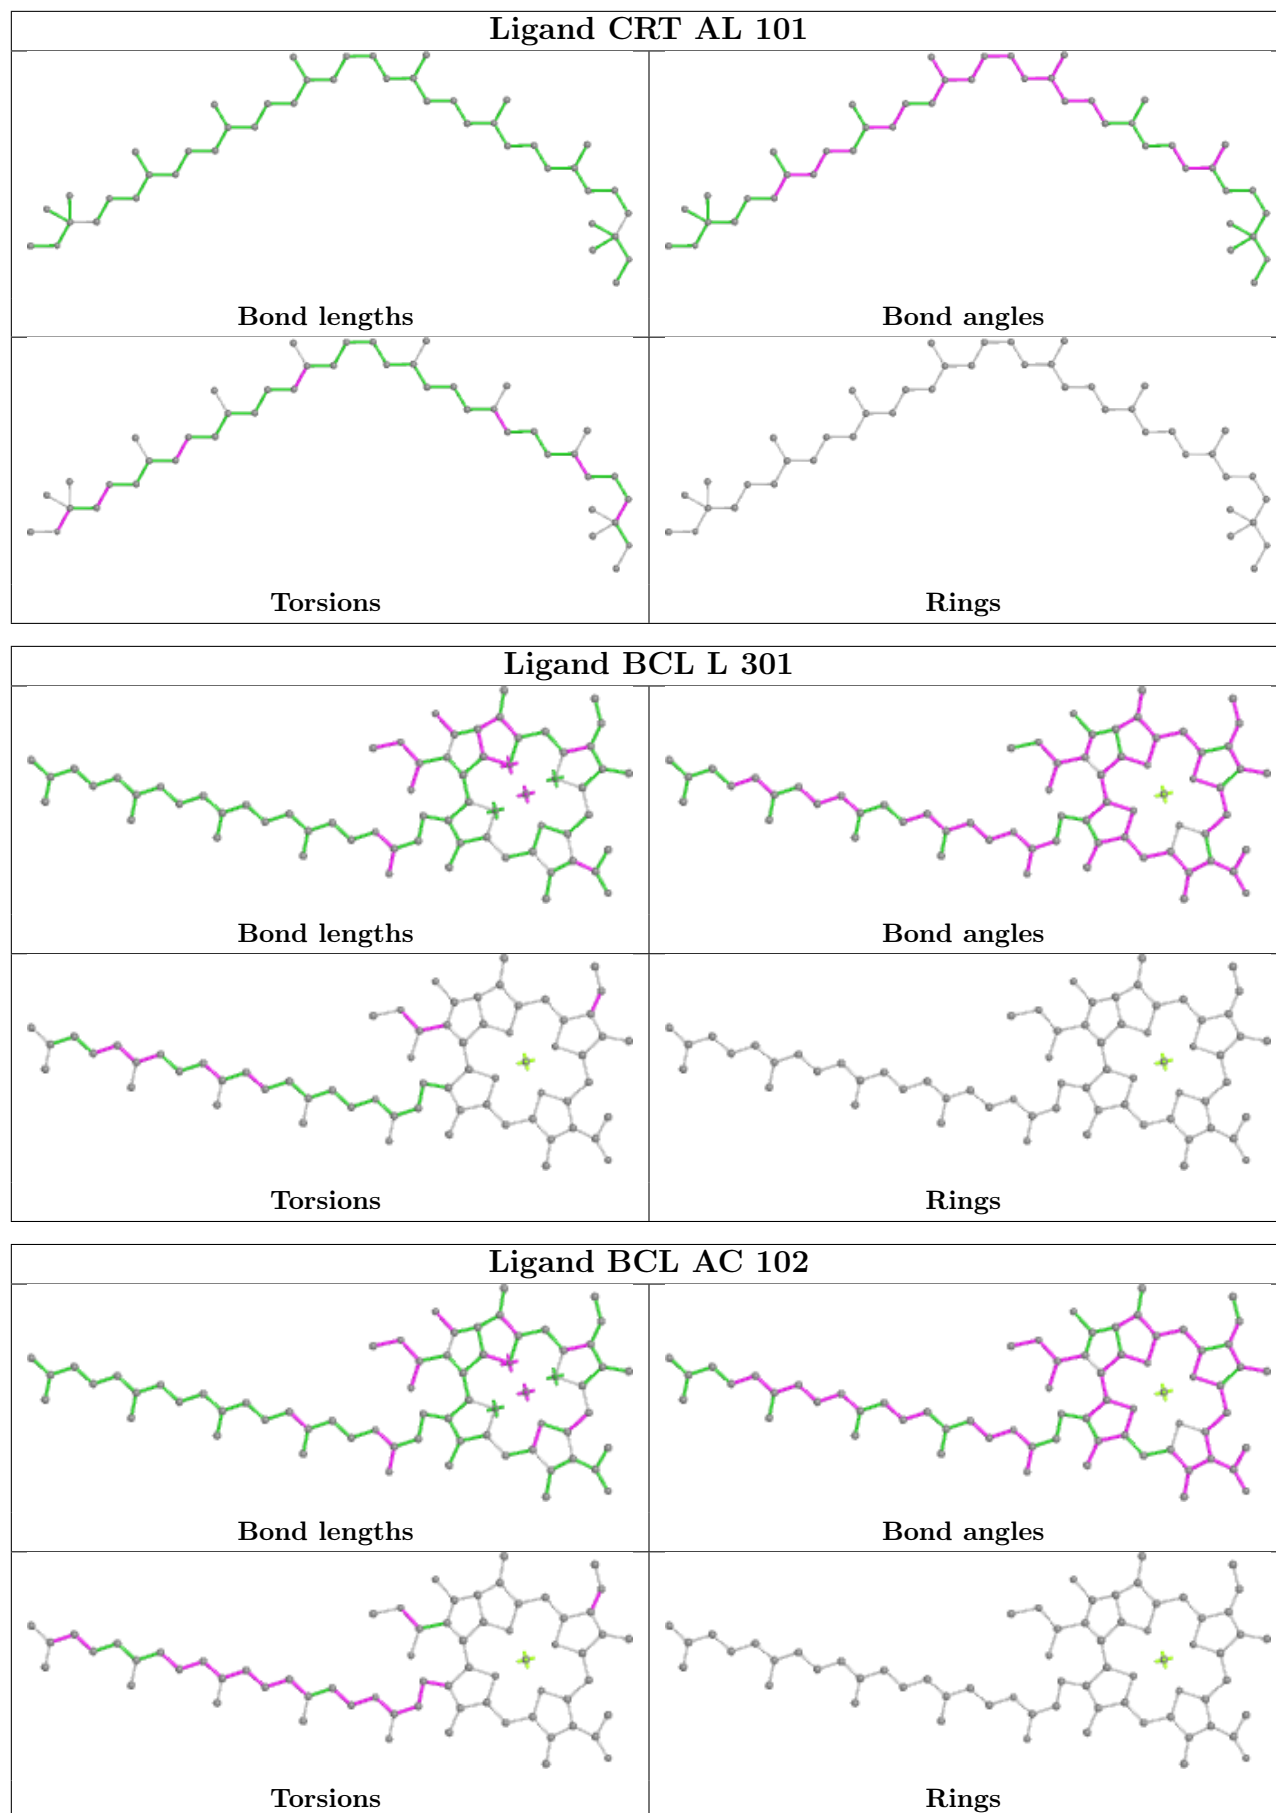 Ligand CRT AL 101
Bond lengths
Bond angles
Torsions
Rings
Ligand BCL L 301
Bond lengths
Bond angles
Torsions
Rings
Ligand BCL AC 102
Bond lengths
Bond angles
Torsions
Rings